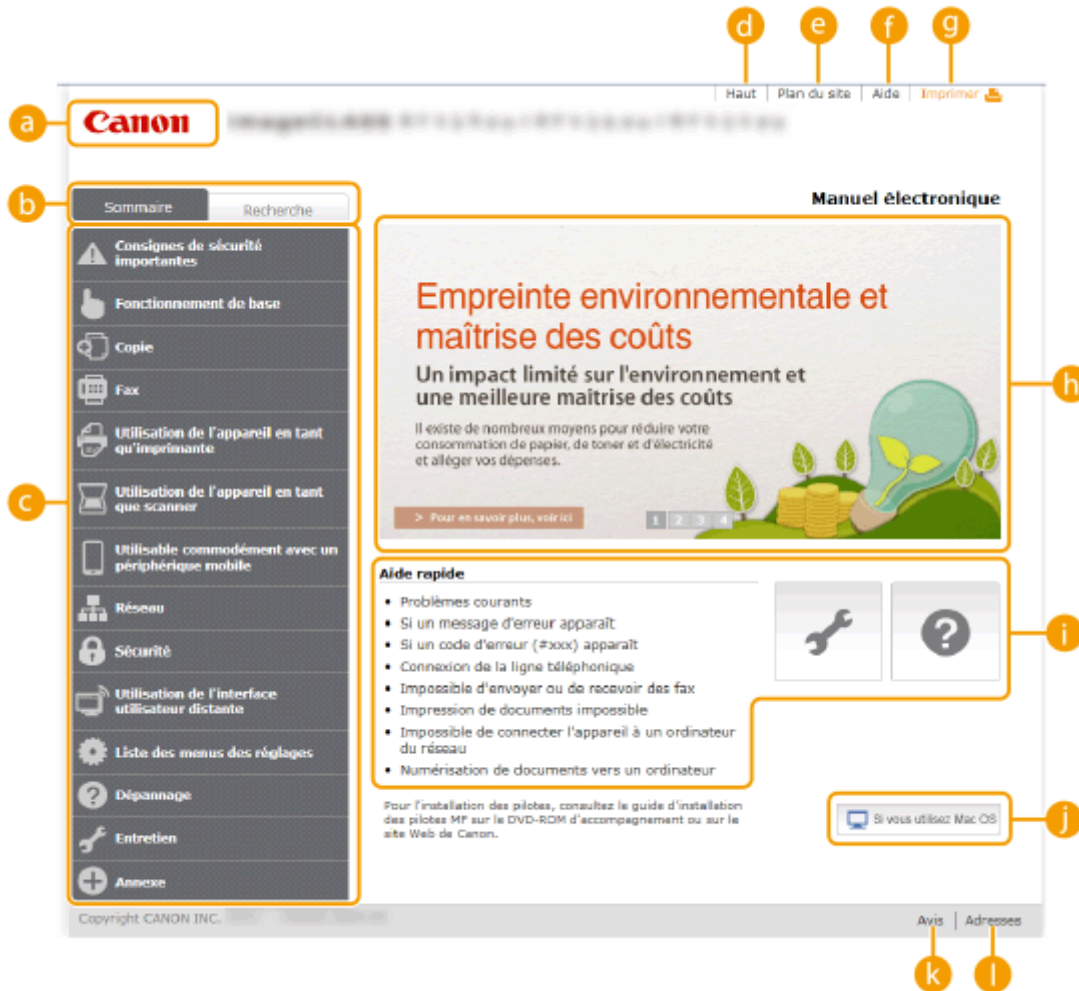 d e f g
Haut | Plan du site | Aide | Imprimer
a
Canon
b
Sommaire Recherche
Manuel électronique
c
Consignes de sécurité
importantes
Fonctionnement de base
Copie
Fax
Utilisation de l'appareil en tant
qu'imprimante
Utilisation de l'appareil en tant
que scanner
Utilisable commodément avec un
périphérique mobile
Réseau
Sécurité
Utilisation de l'interface
utilisateur distante
Liste des menus des réglages
Dépannage
Entretien
Annexe
Empreinte environnementale et
maîtrise des coûts
Un impact limité sur l'environnement et
une meilleure maîtrise des coûts
Il existe de nombreux moyens pour réduire votre
consommation de papier, de toner et d'électricité
et alléger vos dépenses.
> Pour en savoir plus, voir ici
1 2 3 4
h
Aide rapide
• Problèmes courants
• Si un message d'erreur apparaît
• Si un code d'erreur (#xxx) apparaît
• Connexion de la ligne téléphonique
• Impossible d'envoyer ou de recevoir des fax
• Impression de documents impossible
• Impossible de connecter l'appareil à un ordinateur
du réseau
• Numérisation de documents vers un ordinateur
i
Pour l'installation des pilotes, consultez le guide d'installation
des pilotes MF sur le DVD-ROM d'accompagnement ou sur le
site Web de Canon.
Si vous utilisez Mac OS
j
Copyright CANON INC.
Avis | Adresses
k l